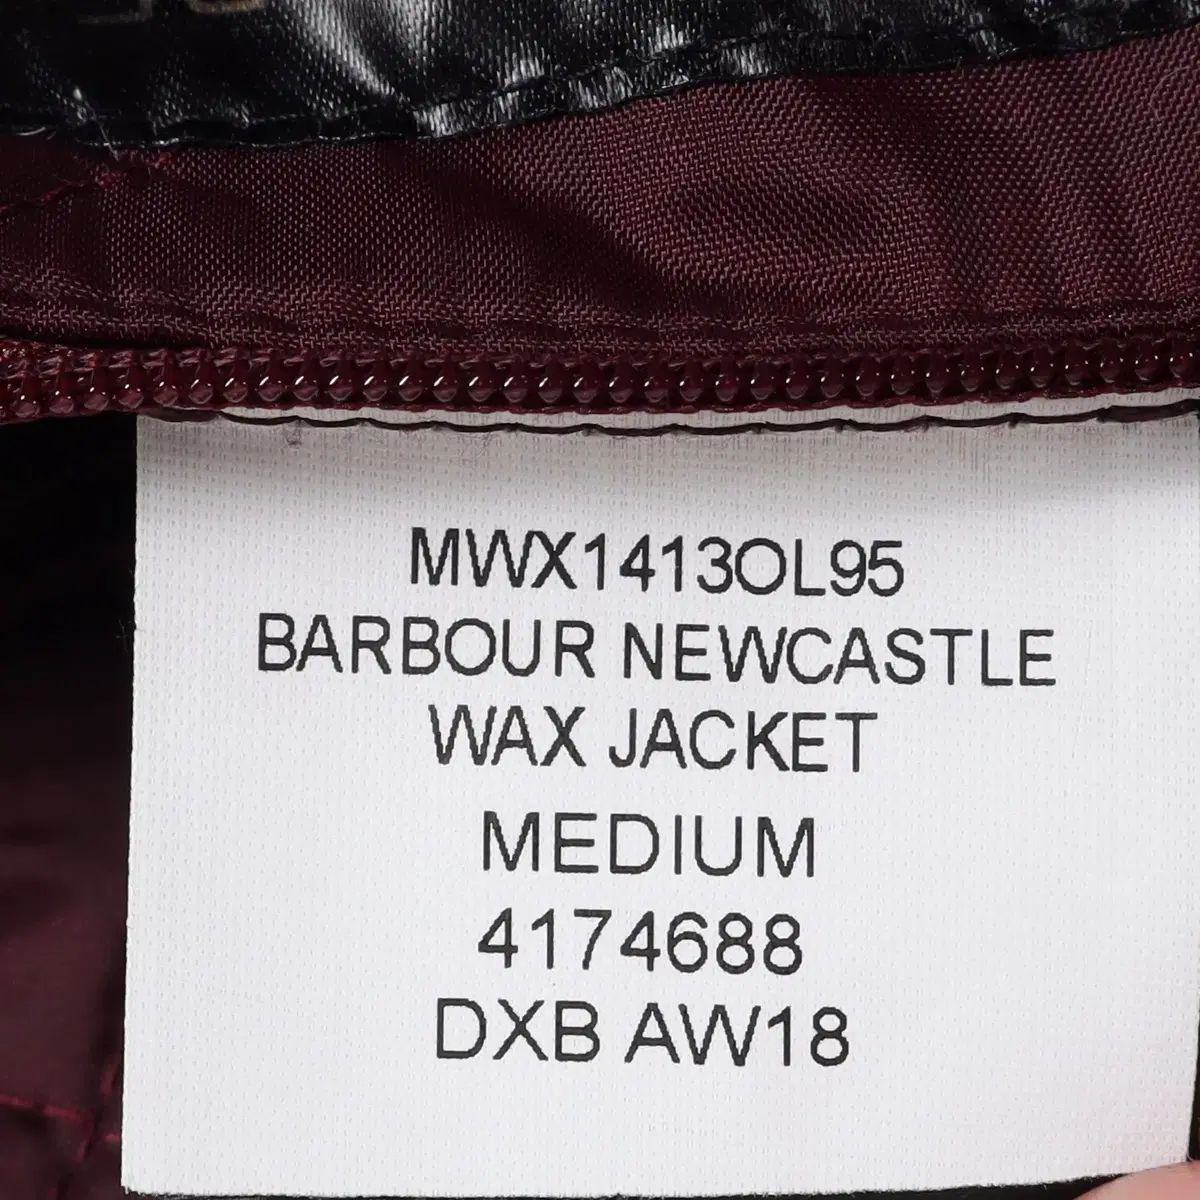 MWX1413OL95
BARBOUR NEWCASTLE
WAX JACKET
MEDIUM
4174688
DXB AW18